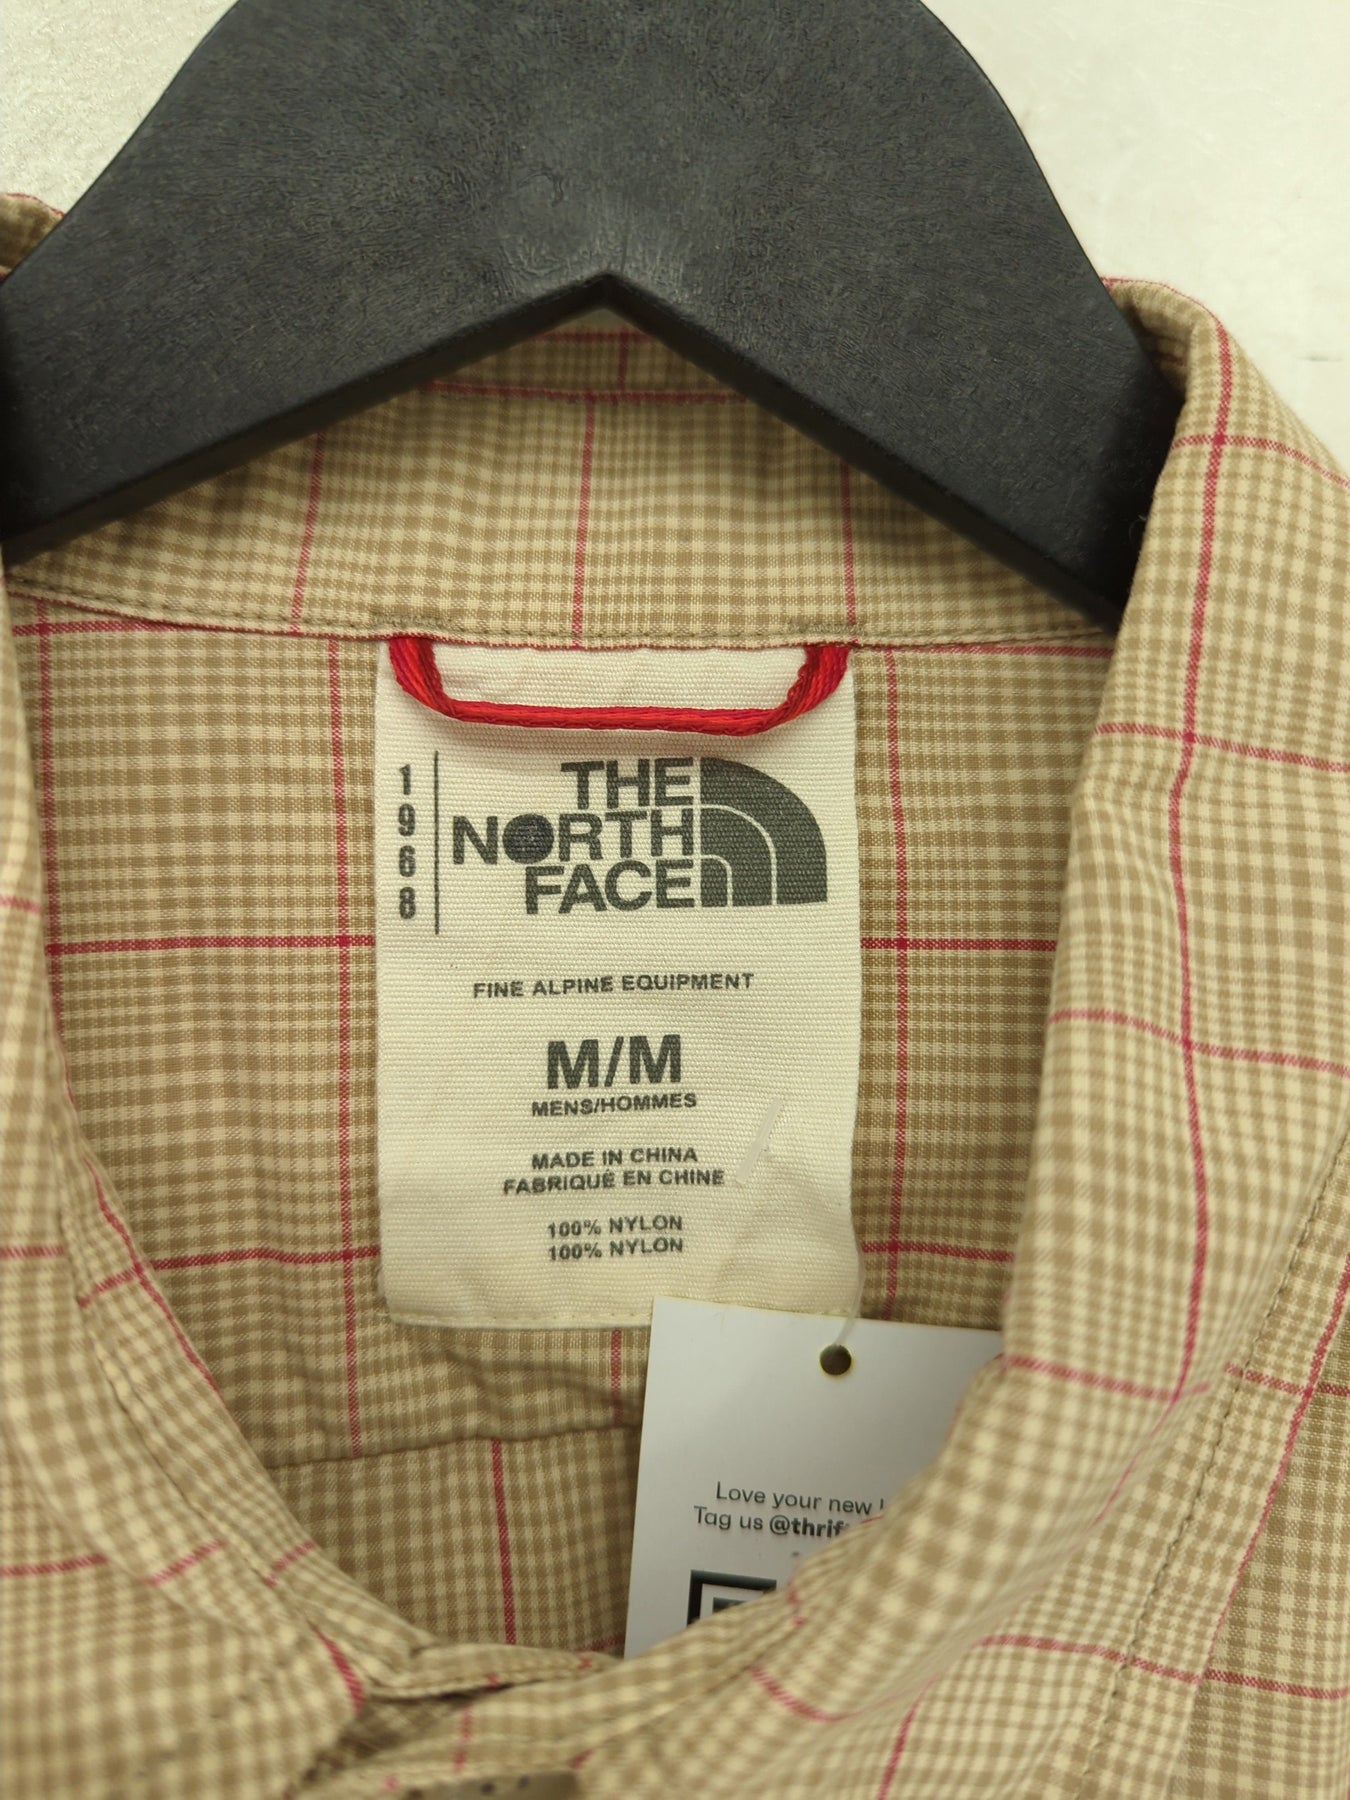 1968
THE
NORTH
FACE
FINE ALPINE EQUIPMENT
M/M
MENS/HOMMES
MADE IN CHINA
FABRIQUÉ EN CHINE
100% NYLON
100% NYLON
Love your new
Tag us